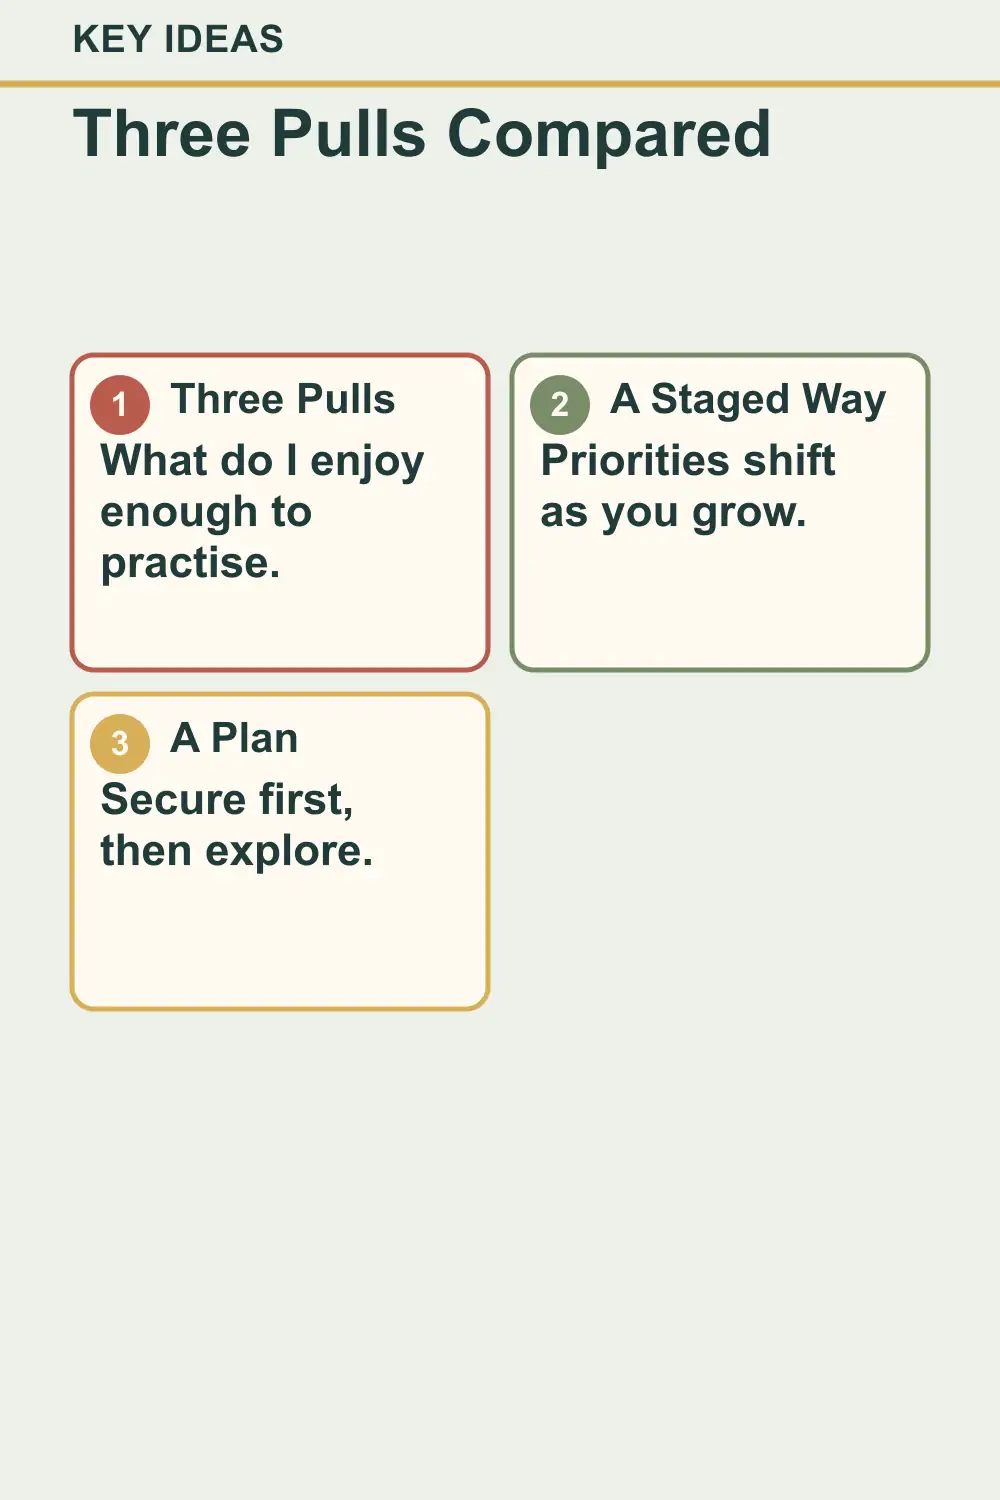 KEY IDEAS
Three Pulls Compared
1 Three Pulls
What do I enjoy
enough to
practise.
2 A Staged Way
Priorities shift
as you grow.
3 A Plan
Secure first,
then explore.